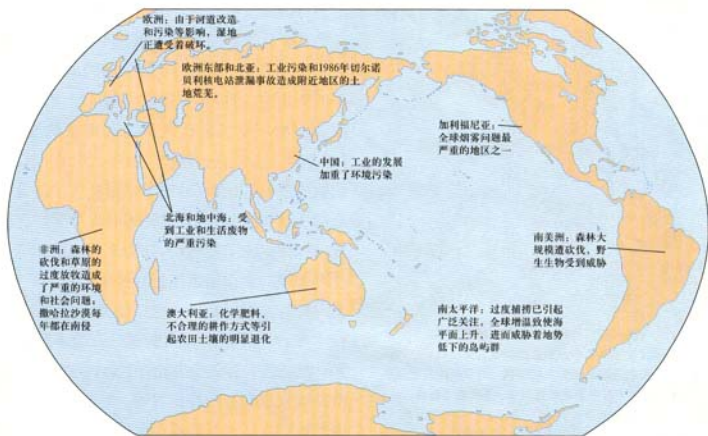 欧洲：由于河道改造
和污染等影响，湿地
正遭受着破坏。
欧洲东部和北亚：工业污染和1986年切尔诺
贝利核电站泄漏事故造成附近地区的土
地荒芜。
加利福尼亚：
全球烟雾问题最
严重的地区之一
中国：工业的发展
加重了环境污染
北海和地中海：受
到工业和生活废物
的严重污染
非洲：森林的
砍伐和草原的
过度放牧造成
了严重的环境
和社会问题；
撒哈拉沙漠每
年都在南侵
南美洲：森林大
规模遭砍伐，野
生生物受到威胁
澳大利亚：化学肥料、
不合理的耕作方式等引
起农田土壤的明显退化
南太平洋：过度捕捞已引起
广泛关注，全球增温致使海
平面上升，进而威胁着地势
低下的岛屿群